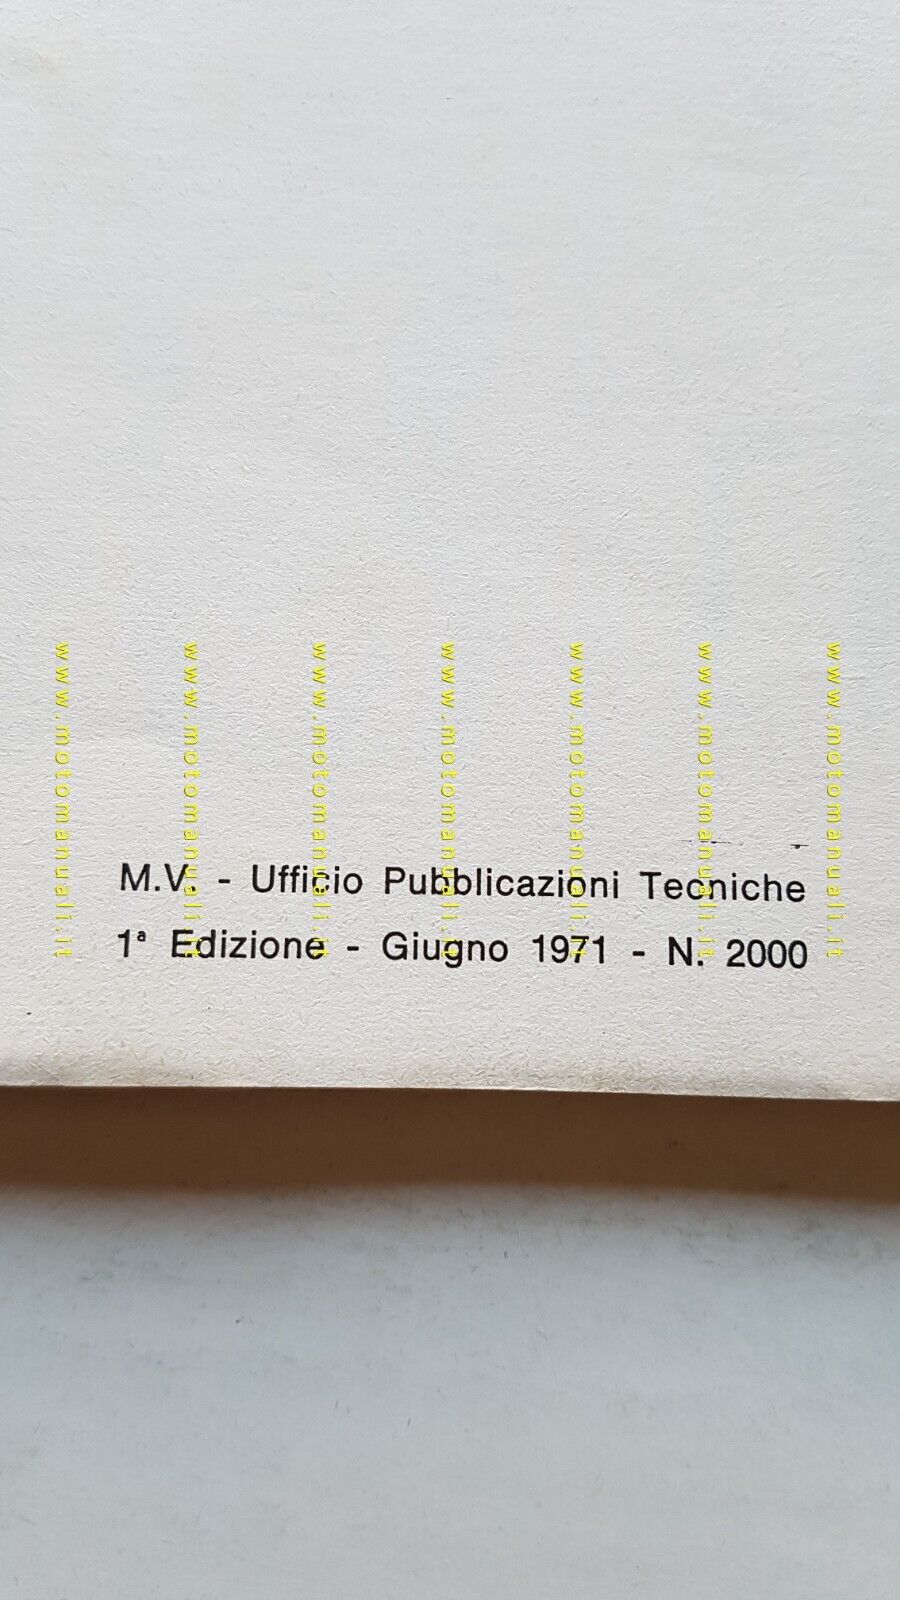 www.motomanuali.it www.motomanuali.it www.motomanuali.it www.motomanuali.it www.motomanuali.it www.motomanuali.it www.motomanuali.it
M.V. - Ufficio Pubblicazioni Tecniche
1ª Edizione - Giugno 1971 - N. 2000